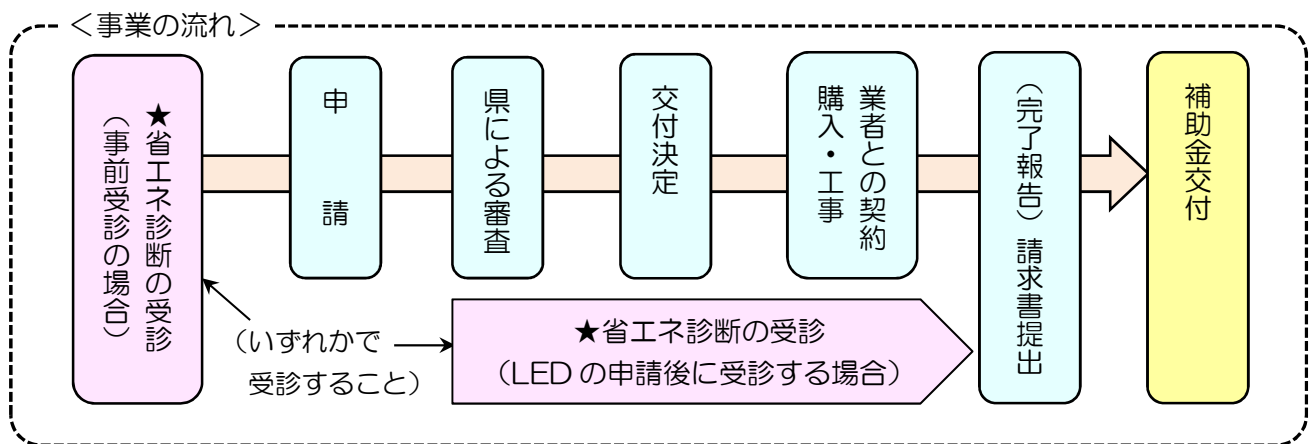 <事業の流れ>
★省エネ診断の受診
(事前受診の場合)
申請
県による審査
交付決定
業者との契約
購入・工事
(完了報告)請求書提出
補助金交付
(いずれかで
受診すること)
★省エネ診断の受診
(LEDの申請後に受診する場合)